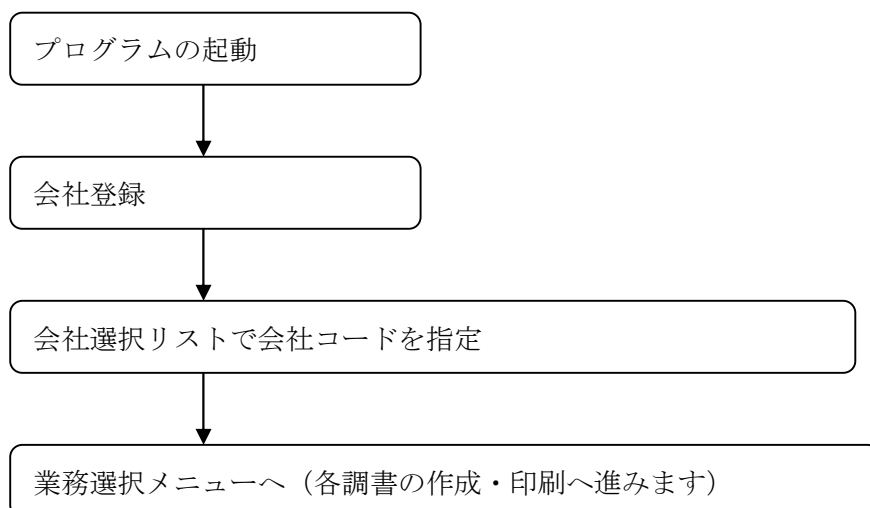 プログラムの起動
会社登録
会社選択リストで会社コードを指定
業務選択メニューへ（各調書の作成・印刷へ進みます）